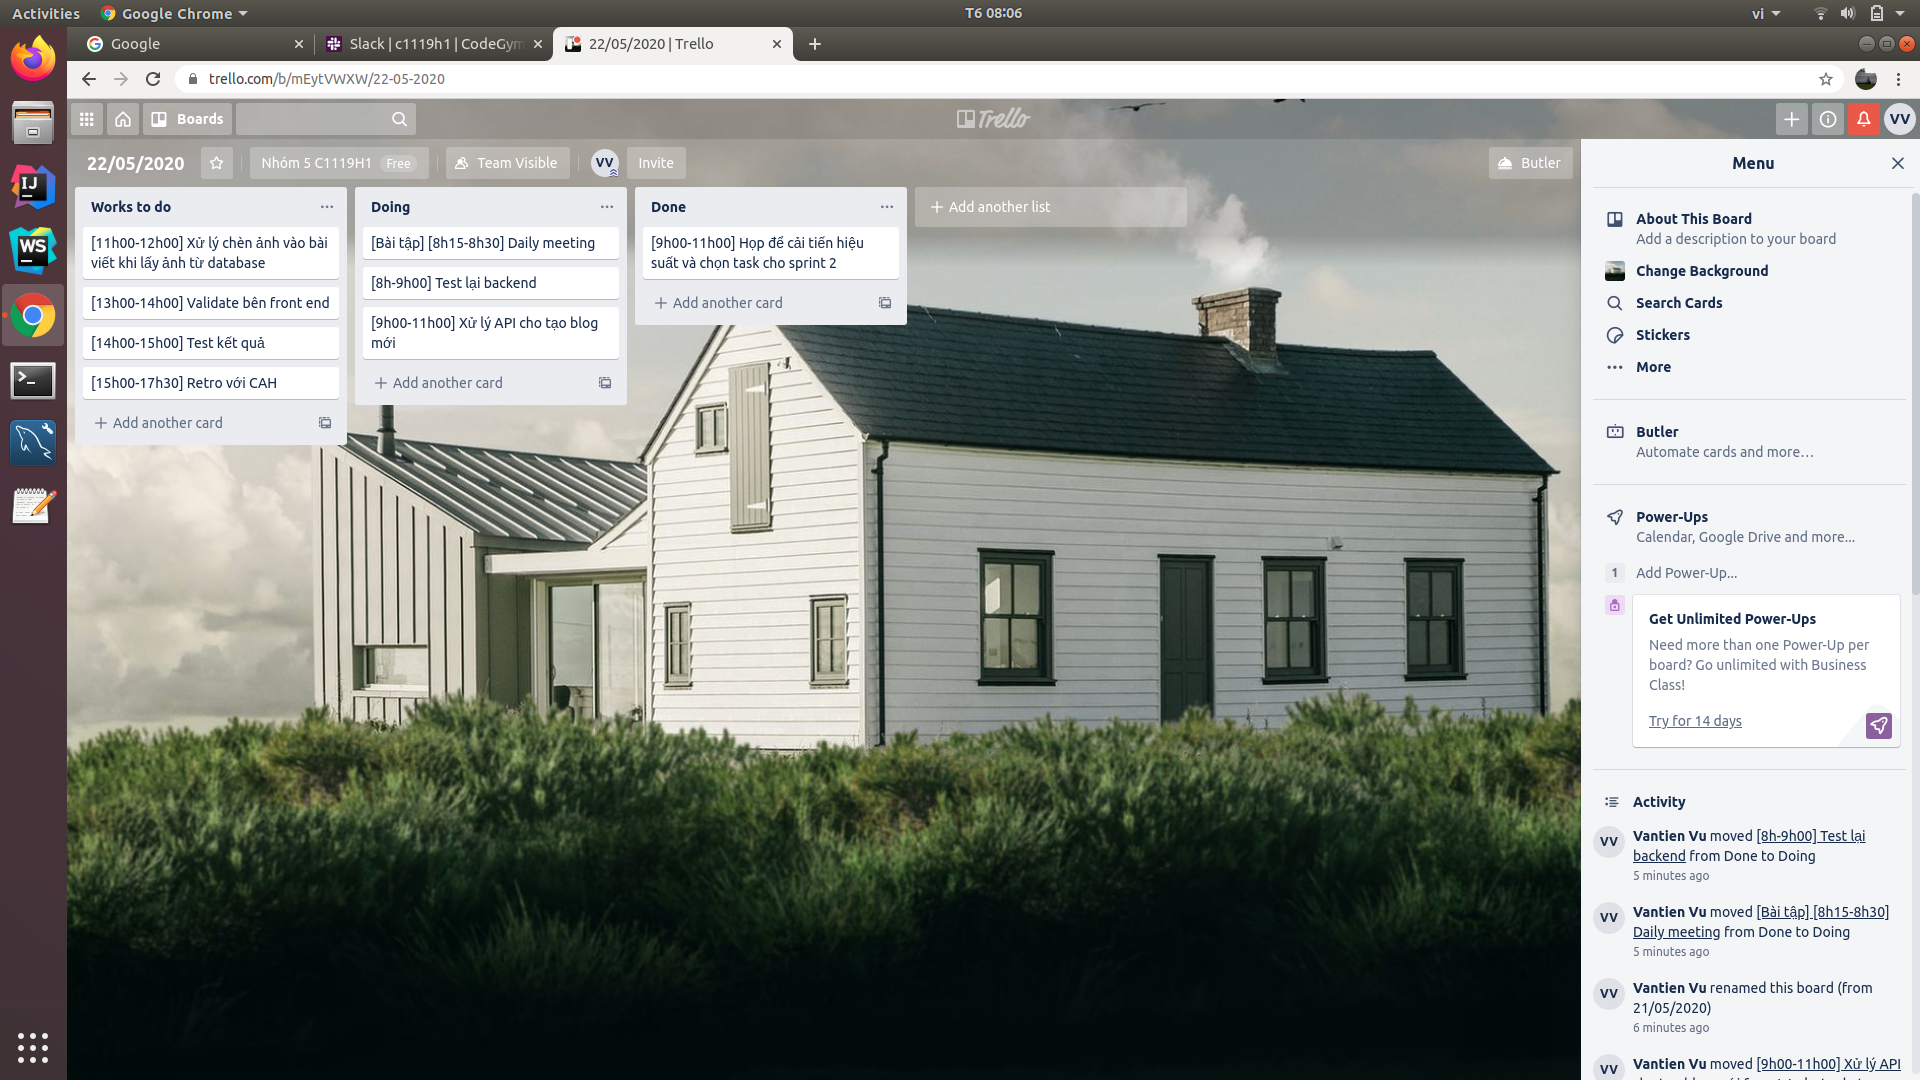 Activities
Google Chrome
T6 08:06
vi
Google
Slack | c1119h1 | CodeGym
22/05/2020 | Trello
trello.com/b/mEytVWXW/22-05-2020
Boards
Trello
VV
22/05/2020
Nhóm 5 C1119H1 Free
Team Visible
VV
Invite
Butler
Works to do
[11h00-12h00] Xử lý chèn ảnh vào bài
viết khi lấy ảnh từ database
[13h00-14h00] Validate bên front end
[14h00-15h00] Test kết quả
[15h00-17h30] Retro với CAH
Add another card
Doing
[Bài tập] [8h15-8h30] Daily meeting
[8h-9h00] Test lại backend
[9h00-11h00] Xử lý API cho tạo blog
mới
Add another card
Done
[9h00-11h00] Họp để cải tiến hiệu
suất và chọn task cho sprint 2
Add another card
Add another list
Menu
About This Board
Add a description to your board
Change Background
Search Cards
Stickers
More
Butler
Automate cards and more…
Power-Ups
Calendar, Google Drive and more...
1
Add Power-Up...
Get Unlimited Power-Ups
Need more than one Power-Up per
board? Go unlimited with Business
Class!
Try for 14 days
Activity
VV
Vantien Vu moved [8h-9h00] Test lại
backend from Done to Doing
5 minutes ago
VV
Vantien Vu moved [Bài tập] [8h15-8h30]
Daily meeting from Done to Doing
5 minutes ago
VV
Vantien Vu renamed this board (from
21/05/2020)
6 minutes ago
VV
Vantien Vu moved [9h00-11h00] Xử lý API